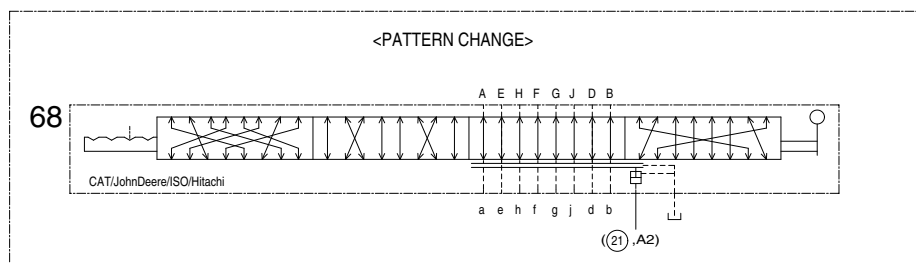 <PATTERN CHANGE>
68
A E H F G J D B
CAT/JohnDeere/ISO/Hitachi
a e h f g j d b
(21 ,A2)